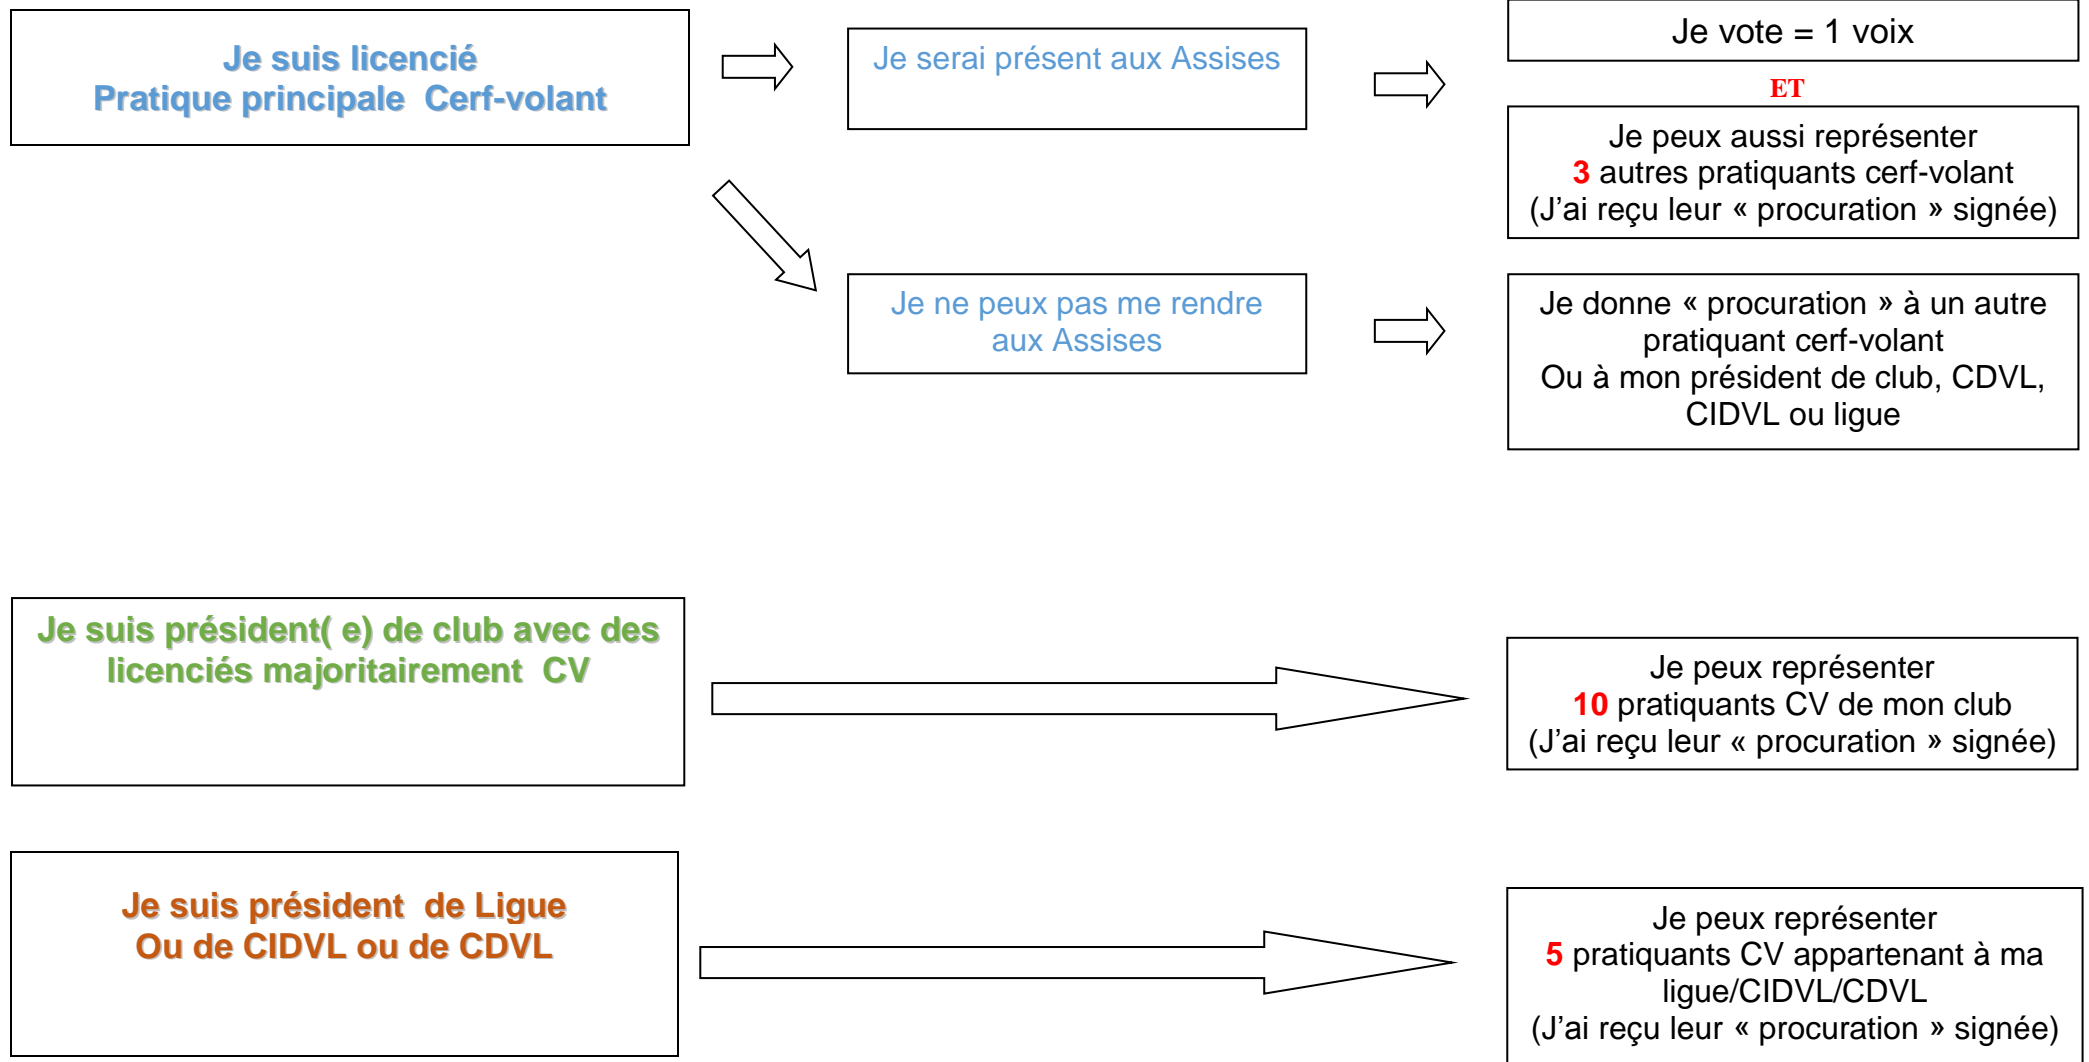 Je suis licencié
Pratique principale Cerf-volant
Je serai présent aux Assises
Je vote = 1 voix
ET
Je peux aussi représenter
3 autres pratiquants cerf-volant
(J'ai reçu leur « procuration » signée)
Je ne peux pas me rendre
aux Assises
Je donne « procuration » à un autre
pratiquant cerf-volant
Ou à mon président de club, CDVL,
CIDVL ou ligue
Je suis président( e) de club avec des
licenciés majoritairement CV
Je peux représenter
10 pratiquants CV de mon club
(J'ai reçu leur « procuration » signée)
Je suis président de Ligue
Ou de CIDVL ou de CDVL
Je peux représenter
5 pratiquants CV appartenant à ma
ligue/CIDVL/CDVL
(J'ai reçu leur « procuration » signée)